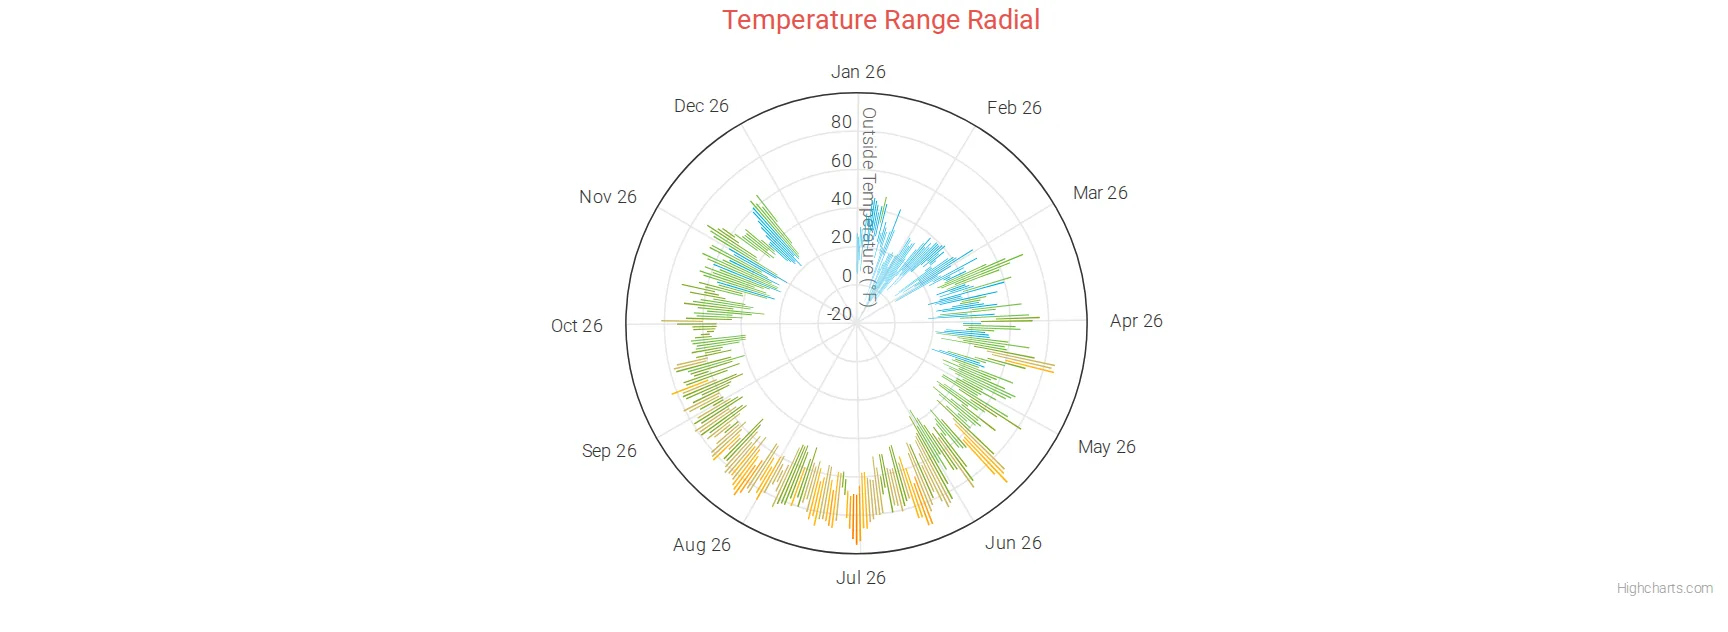 Temperature Range Radial
Jan 26
Feb 26
Mar 26
Apr 26
May 26
Jun 26
Jul 26
Aug 26
Sep 26
Oct 26
Nov 26
Dec 26
80
60
40
20
0
-20
Outside Temperature (°F)
Highcharts.com